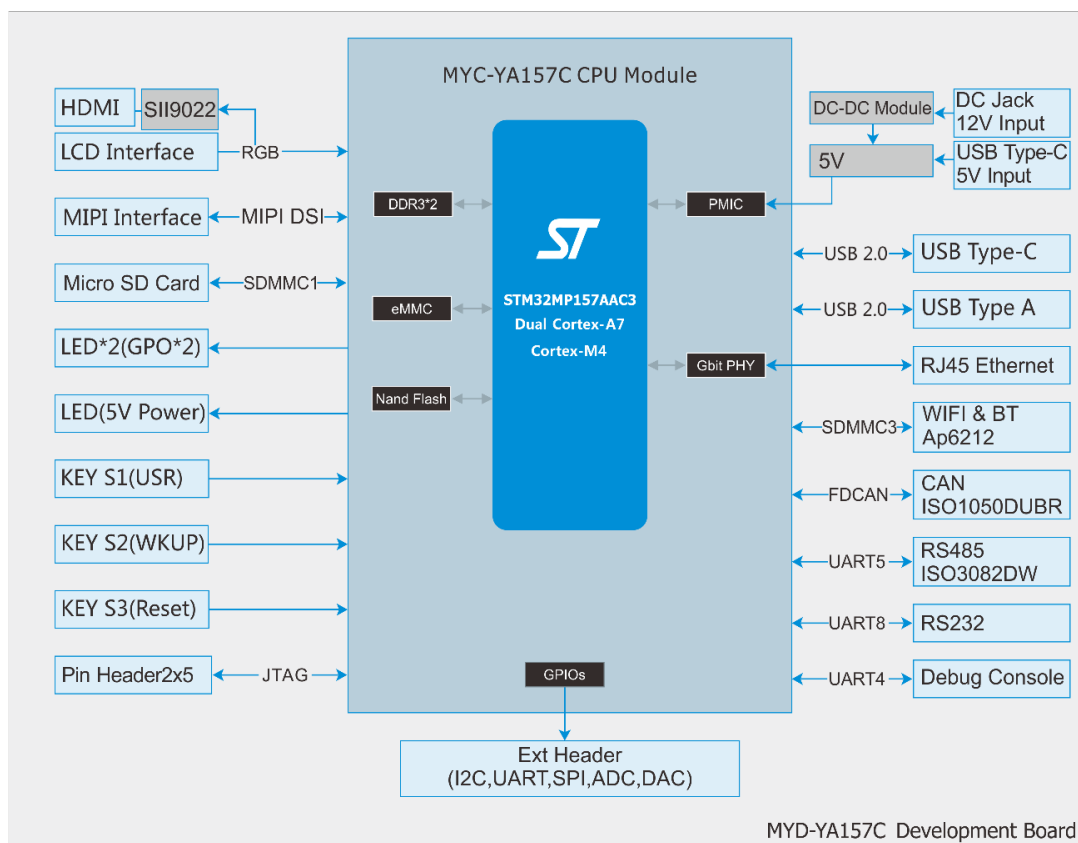 MYC-YA157C CPU Module
HDMI
SII9022
LCD Interface
RGB
MIPI Interface
MIPI DSI
Micro SD Card
SDMMC1
LED*2(GPO*2)
LED(5V Power)
KEY S1(USR)
KEY S2(WKUP)
KEY S3(Reset)
Pin Header2x5
JTAG
DDR3*2
eMMC
Nand Flash
ST
STM32MP157AAC3
Dual Cortex-A7
Cortex-M4
PMIC
Gbit PHY
GPIOs
DC-DC Module
DC Jack
12V Input
5V
USB Type-C
5V Input
USB 2.0
USB Type-C
USB 2.0
USB Type A
RJ45 Ethernet
SDMMC3
WIFI & BT
Ap6212
FDCAN
CAN
ISO1050DUBR
UART5
RS485
ISO3082DW
UART8
RS232
UART4
Debug Console
Ext Header
(I2C,UART,SPI,ADC,DAC)
MYD-YA157C Development Board